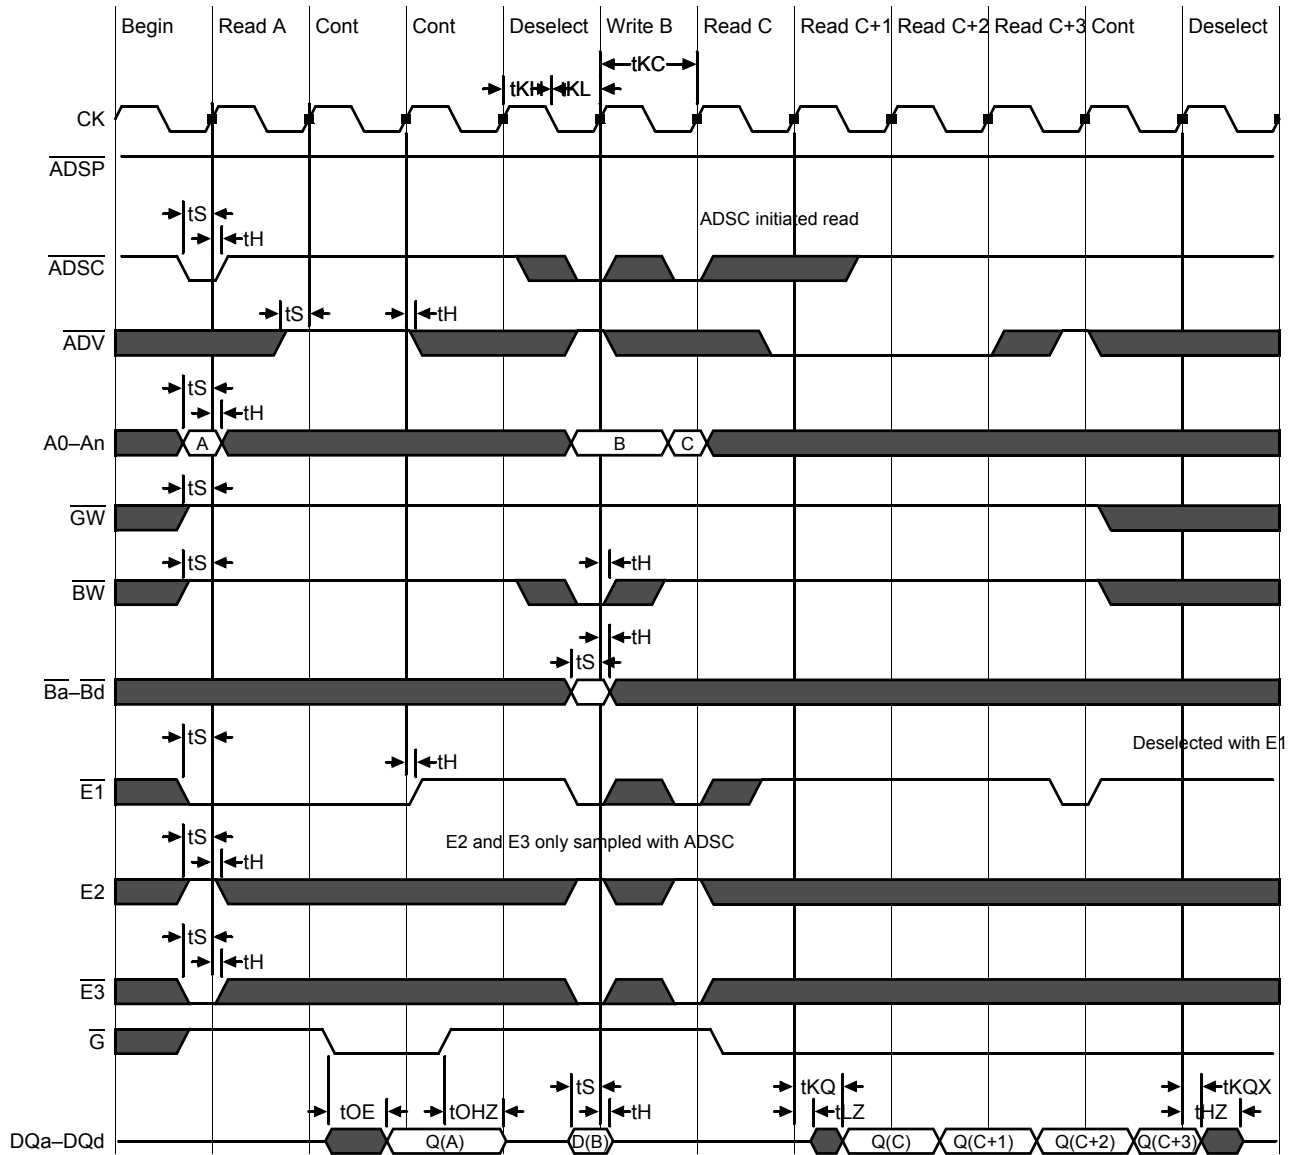 Begin Read A Cont Cont Deselect Write B Read C Read C+1 Read C+2 Read C+3 Cont Deselect
tKC
tKH tKL
CK
ADSP
tS
ADSC initiated read
tH
ADSC
tS tH
ADV
tS
tH
A0–An A B C
tS
GW
tS tH
BW
tH
tS
Ba–Bd
tS
Deselected with E1
tH
E1
tS
E2 and E3 only sampled with ADSC
tH
E2
tS
tH
E3
G
tS tKQ tKQX
tOE tOHZ tH tLZ tHZ
DQa–DQd Q(A) D(B) Q(C) Q(C+1) Q(C+2) Q(C+3)